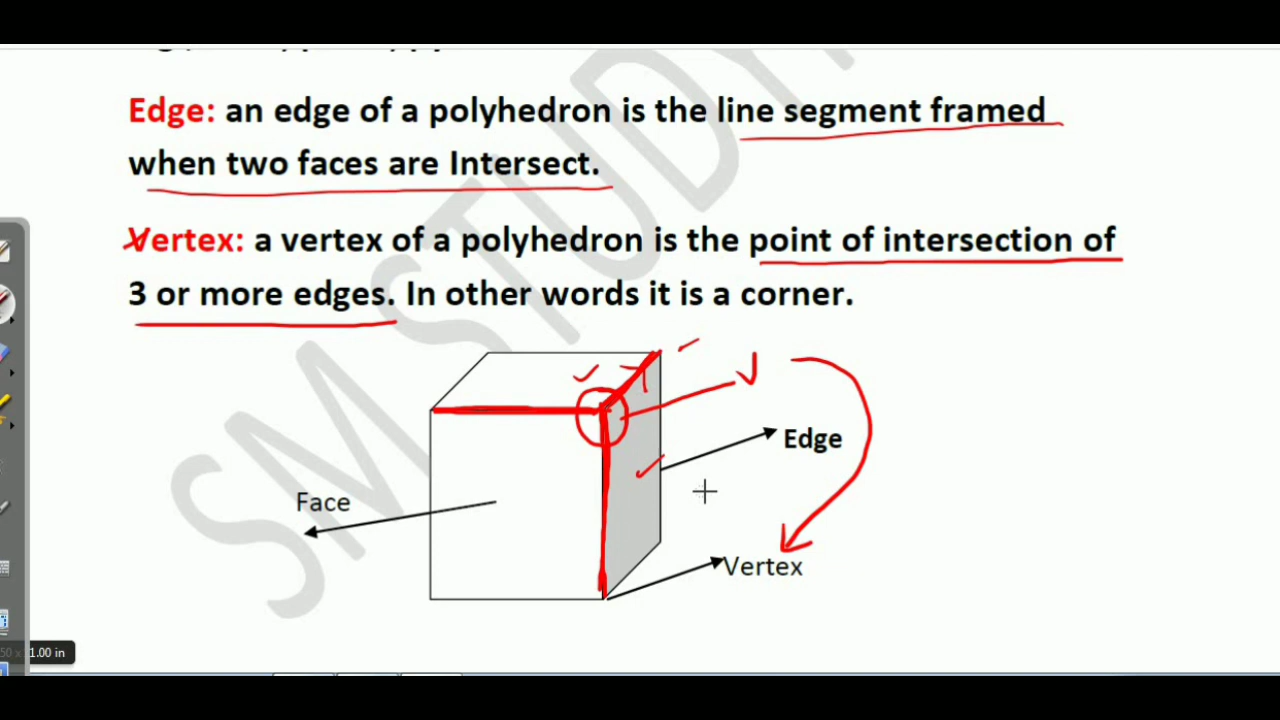 Edge: an edge of a polyhedron is the line segment framed
when two faces are Intersect.
Vertex: a vertex of a polyhedron is the point of intersection of
3 or more edges. In other words it is a corner.
V
Edge
Face
Vertex
1.00 in
SM STUDY